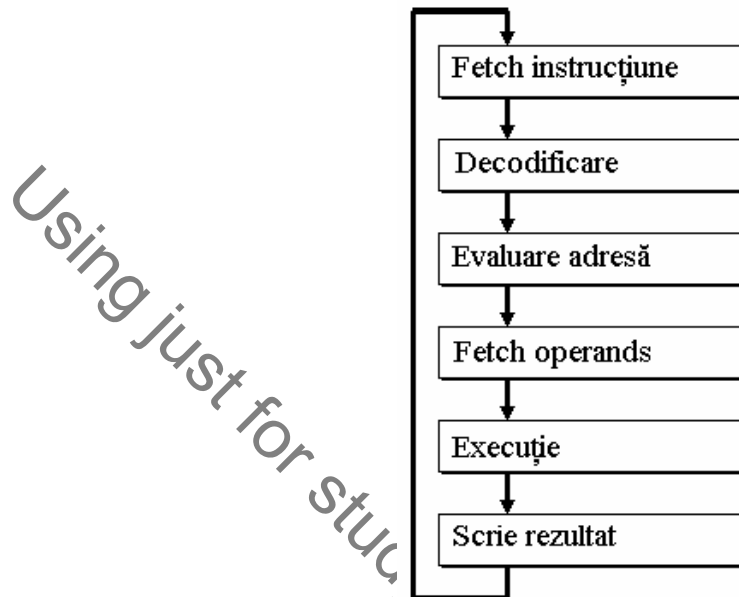 Fetch instrucțiune
Decodificare
Evaluare adresă
Fetch operands
Execuție
Scrie rezultat
Using just for